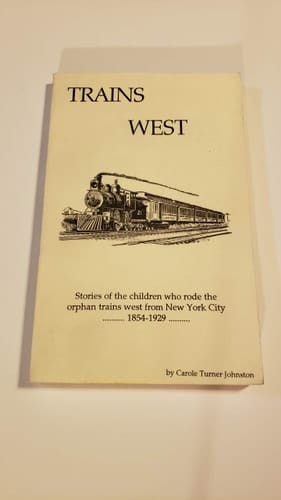 TRAINS
WEST
Stories of the children who rode the
orphan trains west from New York City
........... 1854-1929 ..........
by Carole Turner Johnston